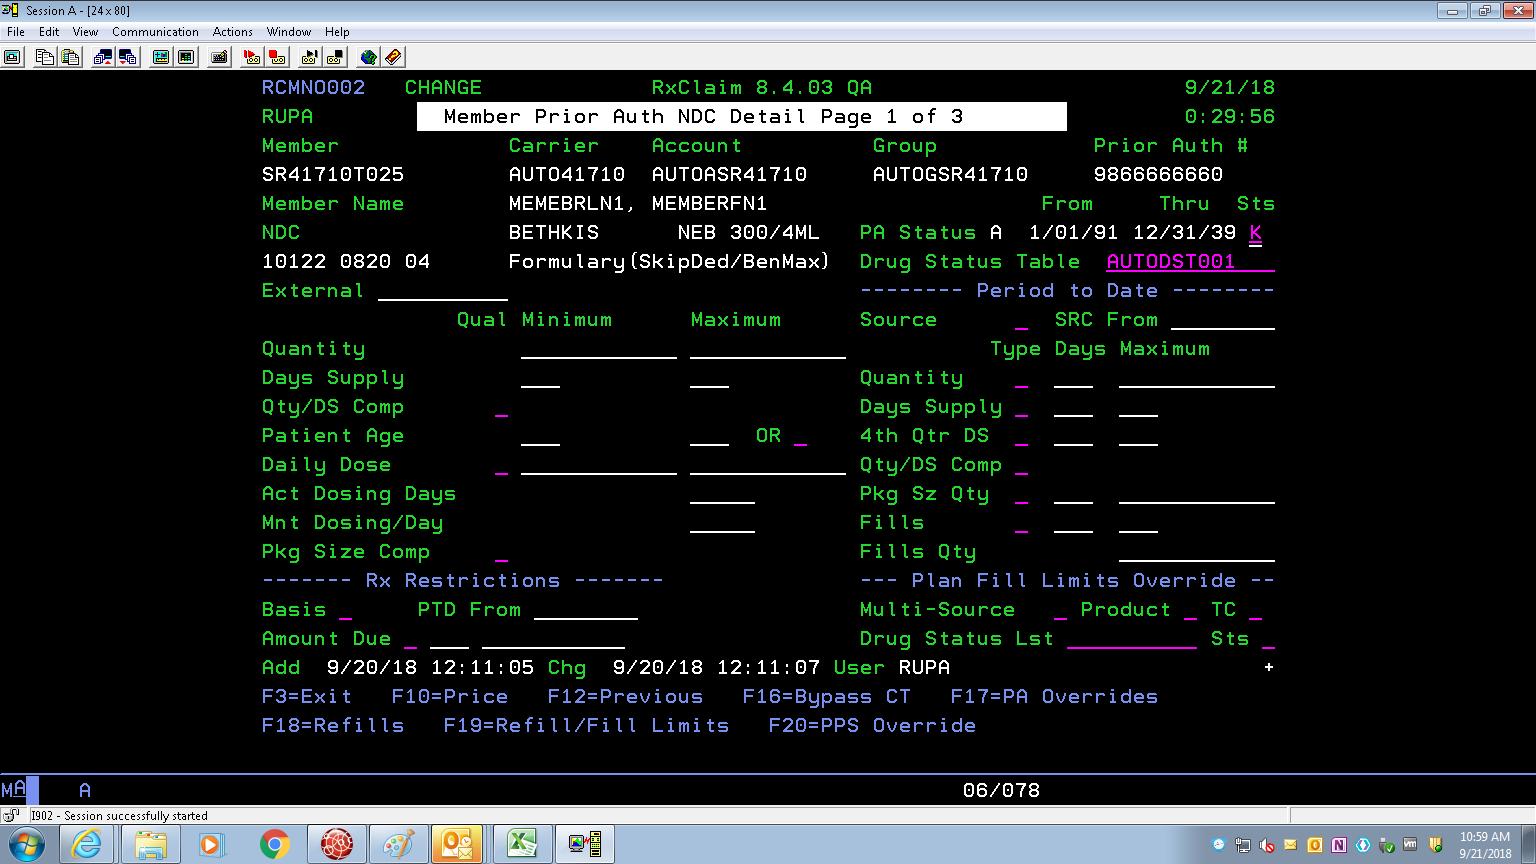 Session A - [24 x 80]
File Edit View Communication Actions Window Help
RCMNO002 CHANGE RxClaim 8.4.03 QA 9/21/18
RUPA Member Prior Auth NDC Detail Page 1 of 3 0:29:56
Member Carrier Account Group Prior Auth #
SR41710T025 AUTO41710 AUTOASR41710 AUTOGSR41710 9866666660
Member Name MEMEBRLN1, MEMBERFN1 From Thru Sts
NDC BETHKIS NEB 300/4ML PA Status A 1/01/91 12/31/39 K
10122 0820 04 Formulary(SkipDed/BenMax) Drug Status Table AUTODST001
External -------- Period to Date --------
Qual Minimum Maximum Source SRC From
Quantity Type Days Maximum
Days Supply Quantity
Qty/DS Comp Days Supply
Patient Age OR 4th Qtr DS
Daily Dose Qty/DS Comp
Act Dosing Days Pkg Sz Qty
Mnt Dosing/Day Fills
Pkg Size Comp Fills Qty
------- Rx Restrictions ------- --- Plan Fill Limits Override --
Basis PTD From Multi-Source Product TC
Amount Due Drug Status Lst Sts
Add 9/20/18 12:11:05 Chg 9/20/18 12:11:07 User RUPA +
F3=Exit F10=Price F12=Previous F16=Bypass CT F17=PA Overrides
F18=Refills F19=Refill/Fill Limits F20=PPS Override
MA A 06/078
I902 - Session successfully started
10:59 AM
9/21/2018